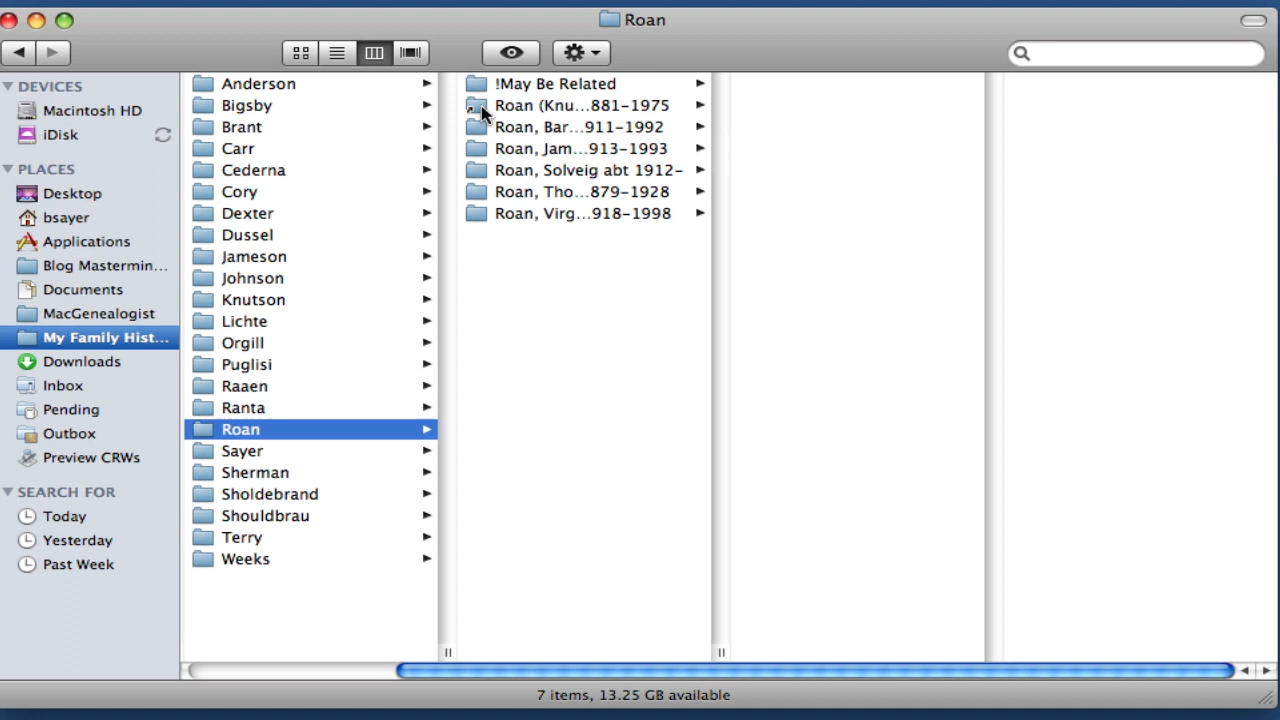 Roan
DEVICES
Macintosh HD
iDisk
PLACES
Desktop
bsayer
Applications
Blog Mastermin...
Documents
MacGenealogist
My Family Hist...
Downloads
Inbox
Pending
Outbox
Preview CRWs
SEARCH FOR
Today
Yesterday
Past Week
Anderson
Bigsby
Brant
Carr
Cederna
Cory
Dexter
Dussel
Jameson
Johnson
Knutson
Lichte
Orgill
Puglisi
Raaen
Ranta
Roan
Sayer
Sherman
Sholdebrand
Shouldbrau
Terry
Weeks
!May Be Related
Roan (Knu...881-1975
Roan, Bar...911-1992
Roan, Jam...913-1993
Roan, Solveig abt 1912-
Roan, Tho...879-1928
Roan, Virg...918-1998
7 items, 13.25 GB available